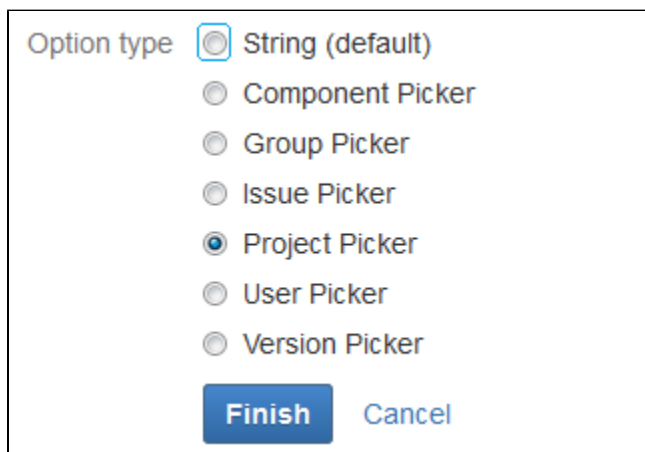 Option type String (default)
Component Picker
Group Picker
Issue Picker
Project Picker
User Picker
Version Picker
Finish Cancel